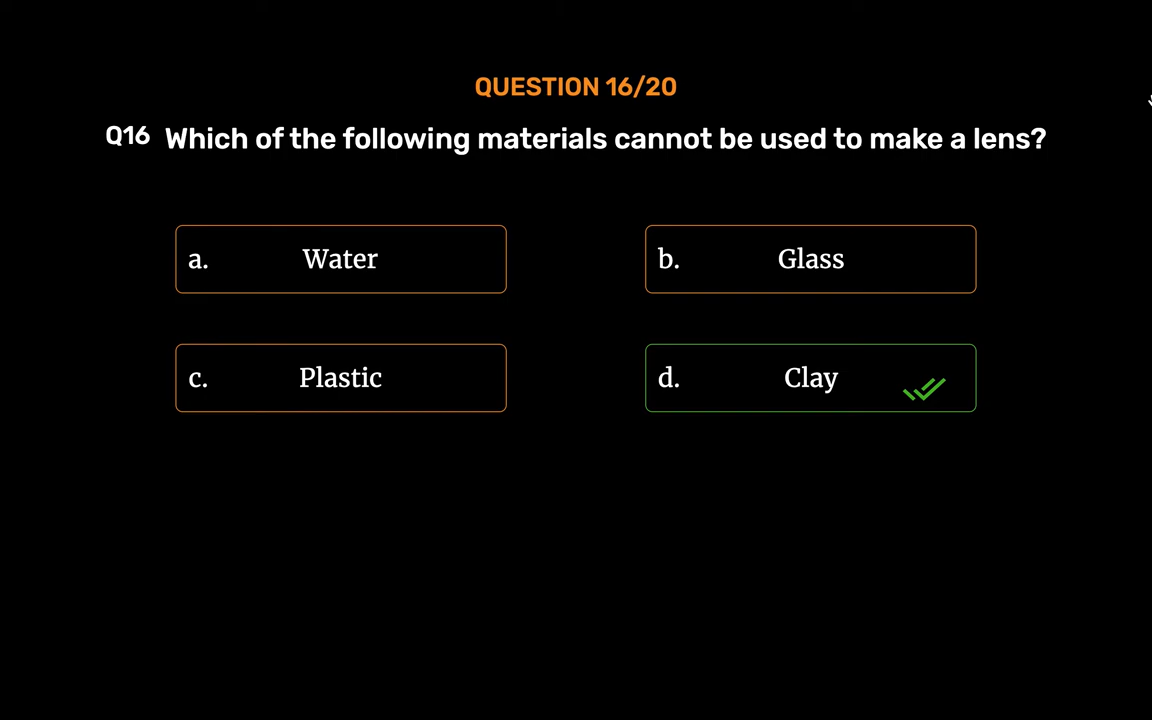 QUESTION 16/20
Q16 Which of the following materials cannot be used to make a lens?
a. Water
b. Glass
c. Plastic
d. Clay